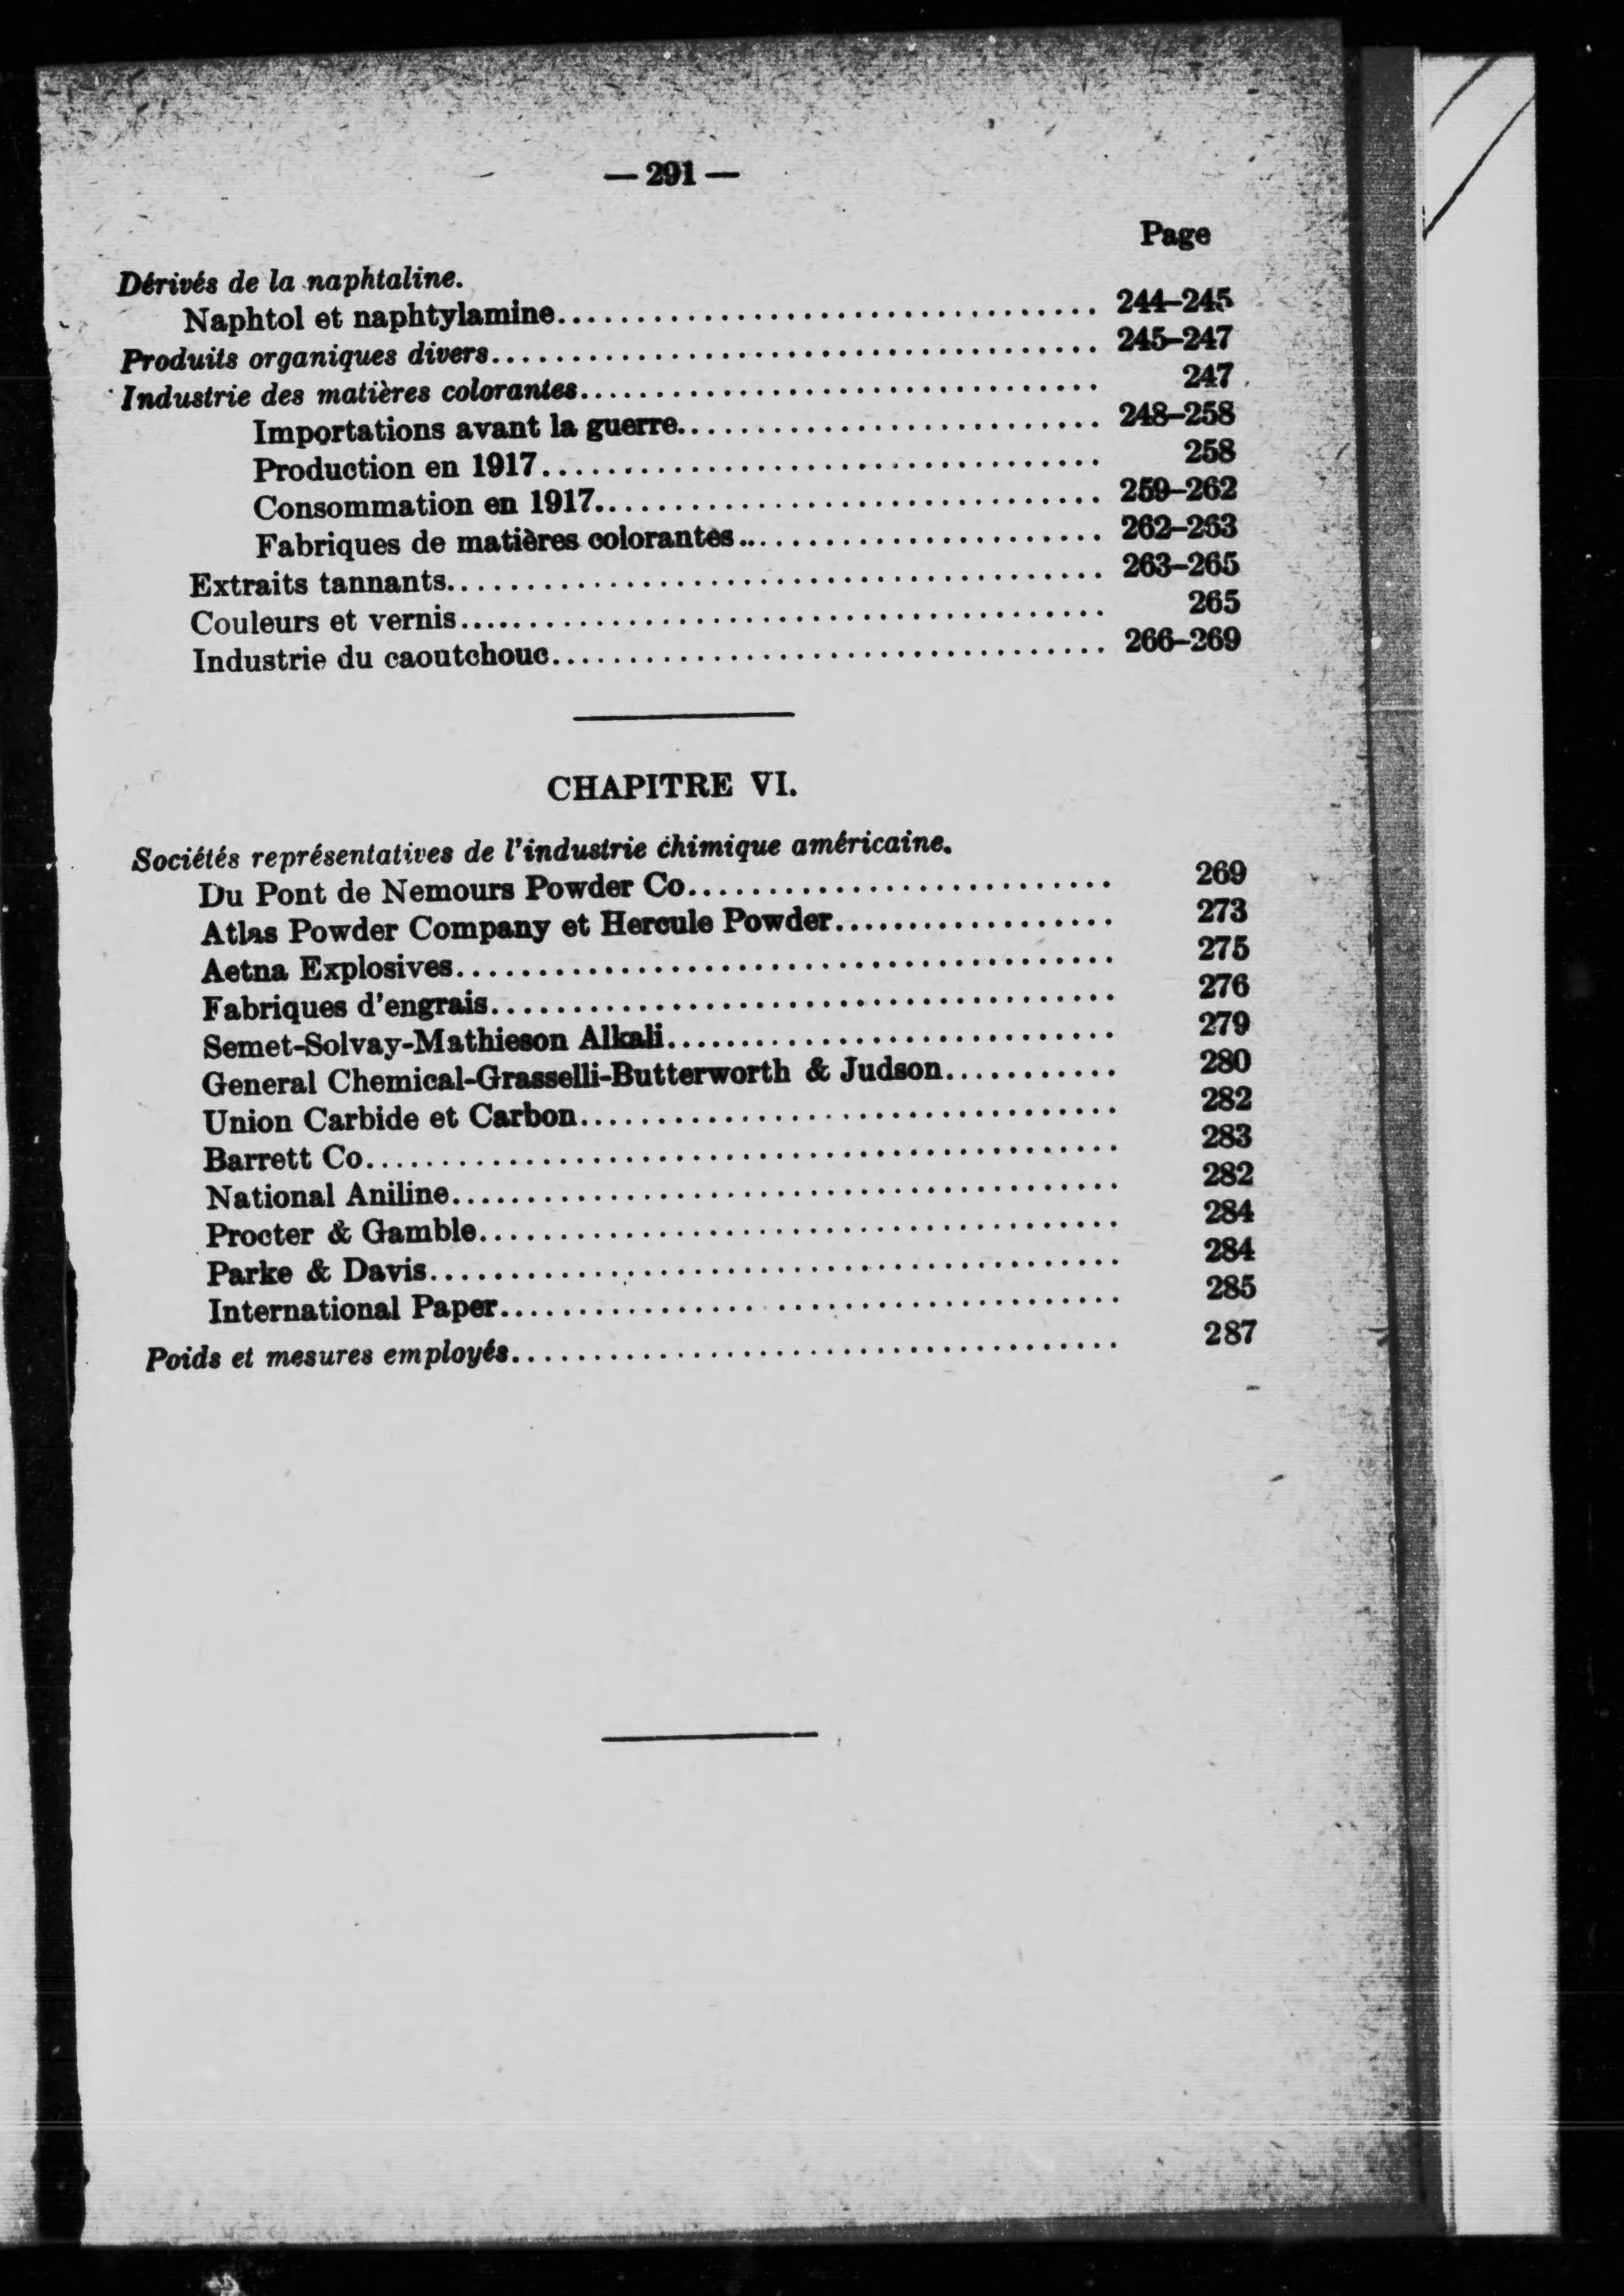 — 291 —
Page
Dérivés de la naphtaline.
Naphtol et naphtylamine.................................. 244–245
Produits organiques divers...................................... 245–247
Industrie des matières colorantes................................ 247
Importations avant la guerre........................... 248–258
Production en 1917.................................... 258
Consommation en 1917................................. 259–262
Fabriques de matières colorantes........................ 262–263
Extraits tannants.......................................... 263–265
Couleurs et vernis......................................... 265
Industrie du caoutchouc................................... 266–269
CHAPITRE VI.
Sociétés représentatives de l'industrie chimique américaine.
Du Pont de Nemours Powder Co........................... 269
Atlas Powder Company et Hercule Powder.................. 273
Aetna Explosives.......................................... 275
Fabriques d'engrais........................................ 276
Semet-Solvay-Mathieson Alkali............................. 279
General Chemical-Grasselli-Butterworth & Judson........... 280
Union Carbide et Carbon.................................. 282
Barrett Co................................................ 283
National Aniline........................................... 282
Procter & Gamble......................................... 284
Parke & Davis............................................ 284
International Paper........................................ 285
Poids et mesures employés....................................... 287